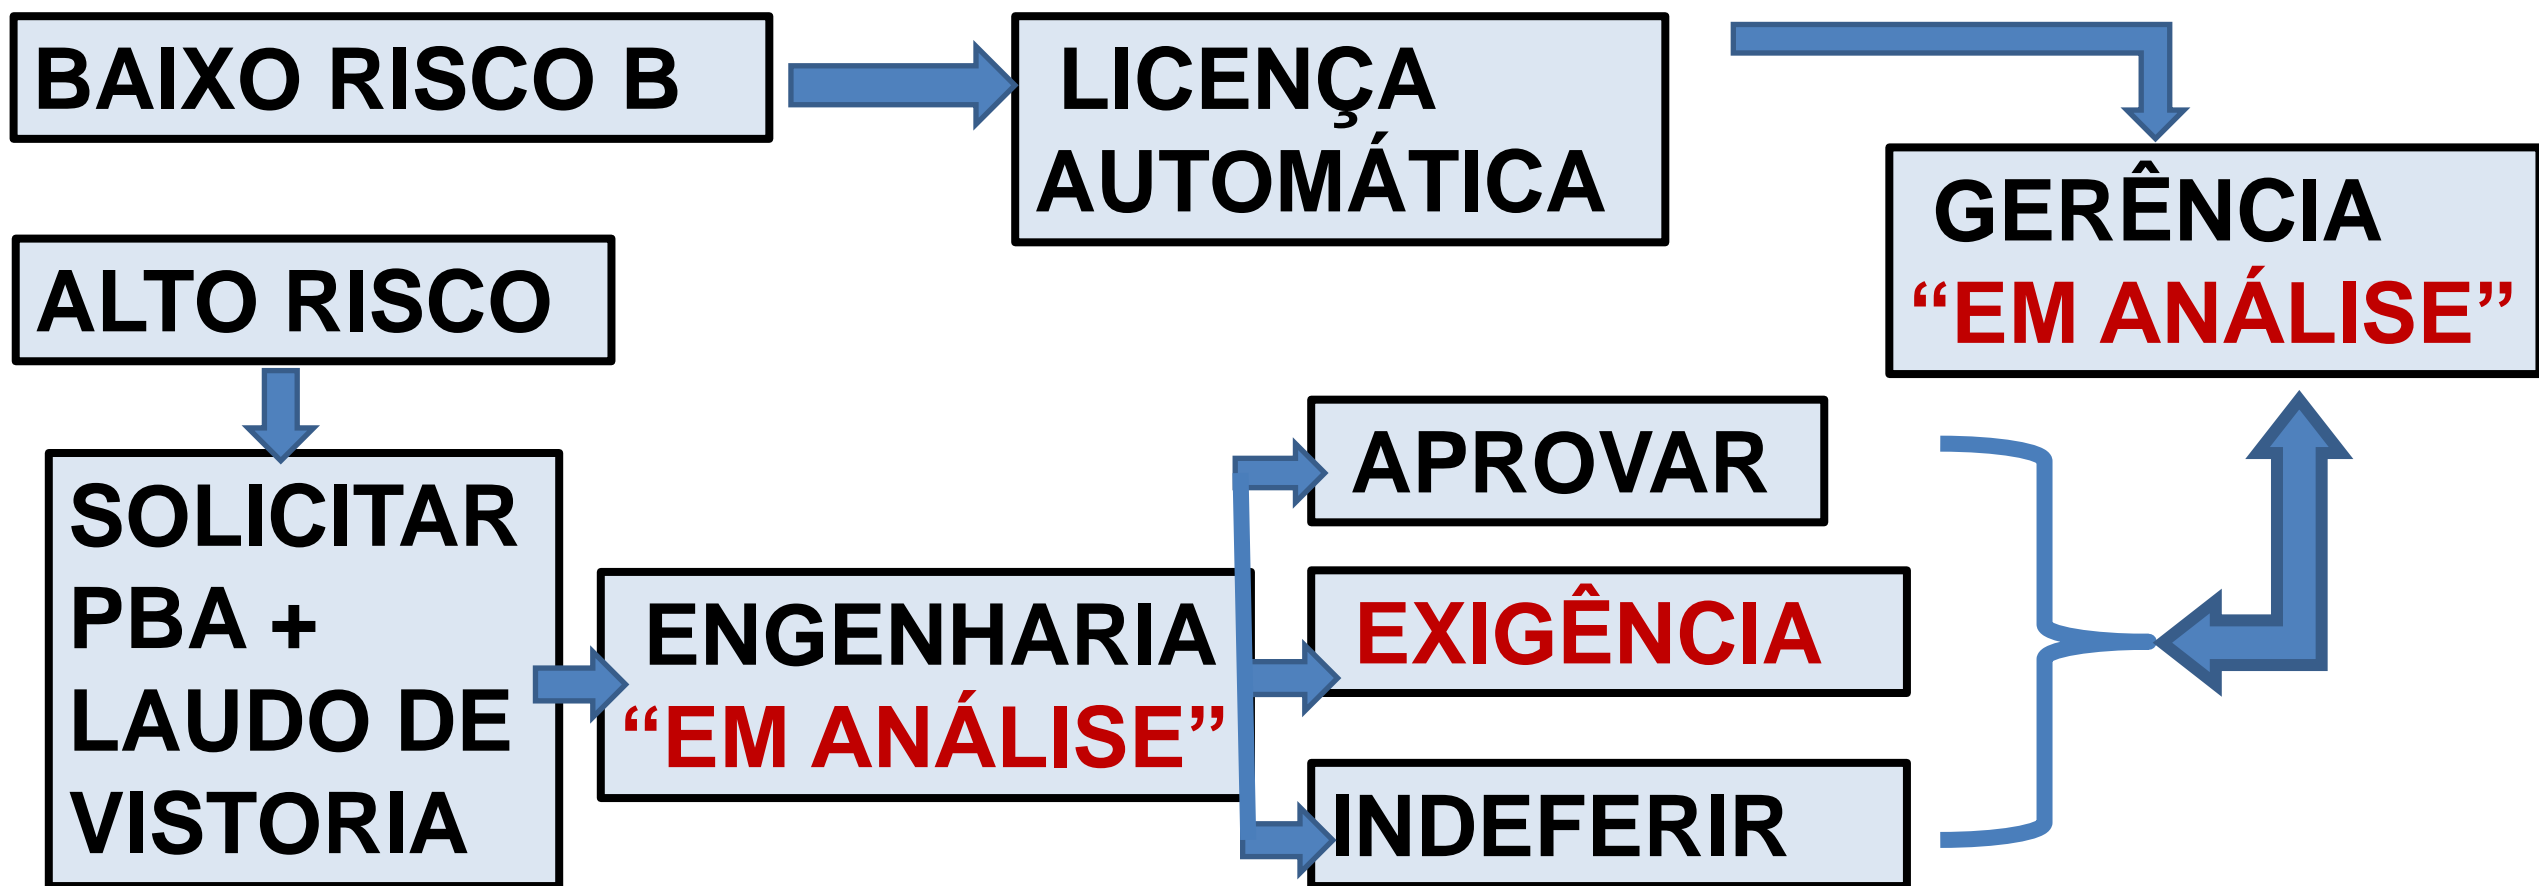 BAIXO RISCO B
LICENÇA
AUTOMÁTICA
GERÊNCIA
“EM ANÁLISE”
ALTO RISCO
SOLICITAR
PBA +
LAUDO DE
VISTORIA
ENGENHARIA
“EM ANÁLISE”
APROVAR
EXIGÊNCIA
INDEFERIR